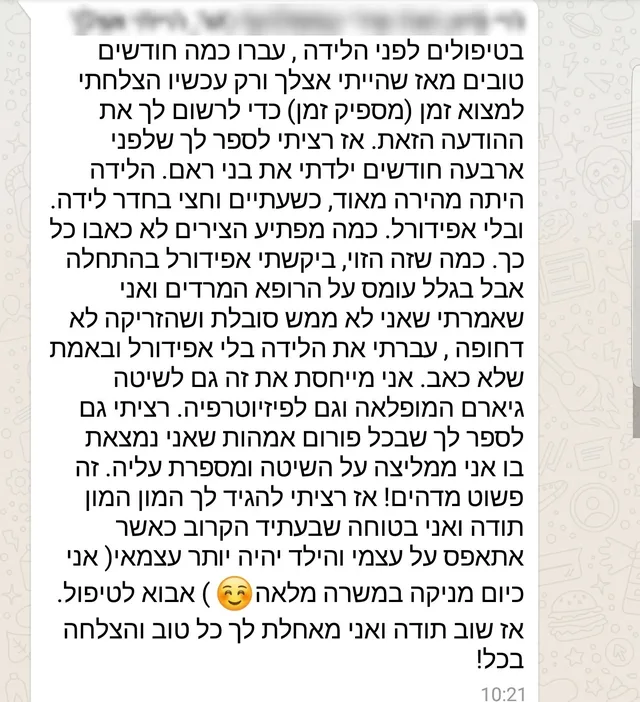 בטיפולים לפני הלידה , עברו כמה חודשים
טובים מאז שהייתי אצלך ורק עכשיו הצלחתי
למצוא זמן (מספיק זמן) כדי לרשום לך את
ההודעה הזאת. אז רציתי לספר לך שלפני
ארבעה חודשים ילדתי את בני ראם. הלידה
היתה מהירה מאוד, כשעתיים וחצי בחדר לידה.
ובלי אפידורל. כמה מפתיע הצירים לא כאבו כל
כך. כמה שזה הזוי, ביקשתי אפידורל בהתחלה
אבל בגלל עומס על הרופא המרדים ואני
שאמרתי שאני לא ממש סובלת ושהזריקה לא
דחופה , עברתי את הלידה בלי אפידורל ובאמת
שלא כאב. אני מייחסת את זה גם לשיטה
גיארם המופלאה וגם לפיזיוטרפיה. רציתי גם
לספר לך שבכל פורום אמהות שאני נמצאת
בו אני ממליצה על השיטה ומספרת עליה. זה
פשוט מדהים! אז רציתי להגיד לך המון המון
תודה ואני בטוחה שבעתיד הקרוב כאשר
אתאפס על עצמי והילד יהיה יותר עצמאי( אני
כיום מניקה במשרה מלאה😊 ) אבוא לטיפול.
אז שוב תודה ואני מאחלת לך כל טוב והצלחה
בכל!
10:21